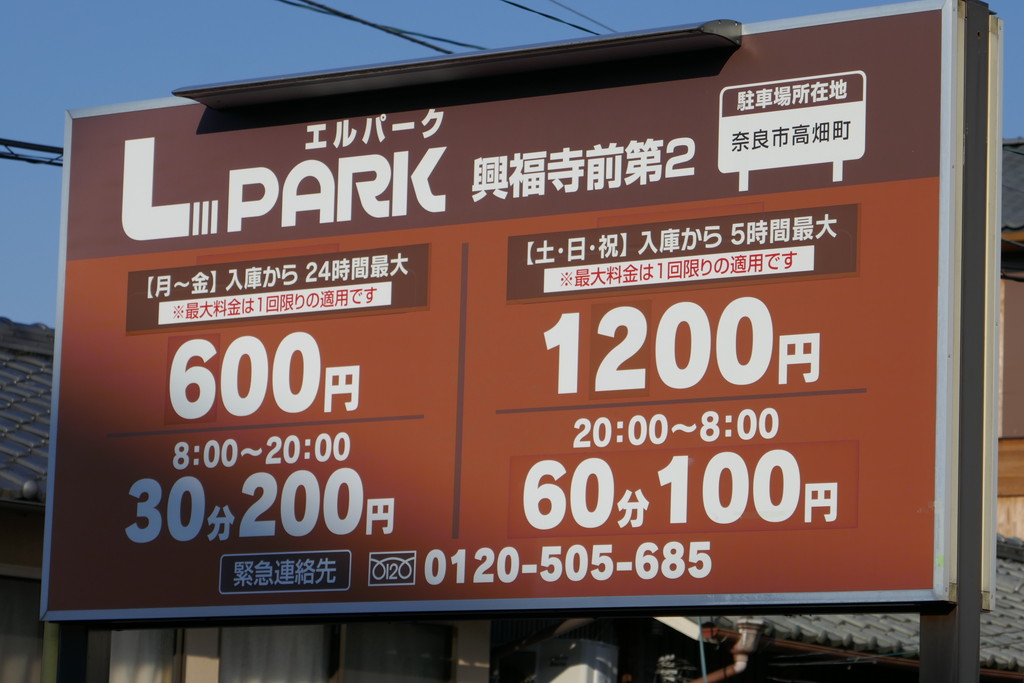 エルパーク
L PARK 興福寺前第2
駐車場所在地
奈良市高畑町
【月〜金】入庫から 24時間最大
※最大料金は1回限りの適用です
600円
8:00〜20:00
30分200円
【土・日・祝】入庫から 5時間最大
※最大料金は1回限りの適用です
1200円
20:00〜8:00
60分100円
緊急連絡先 0120 0120-505-685